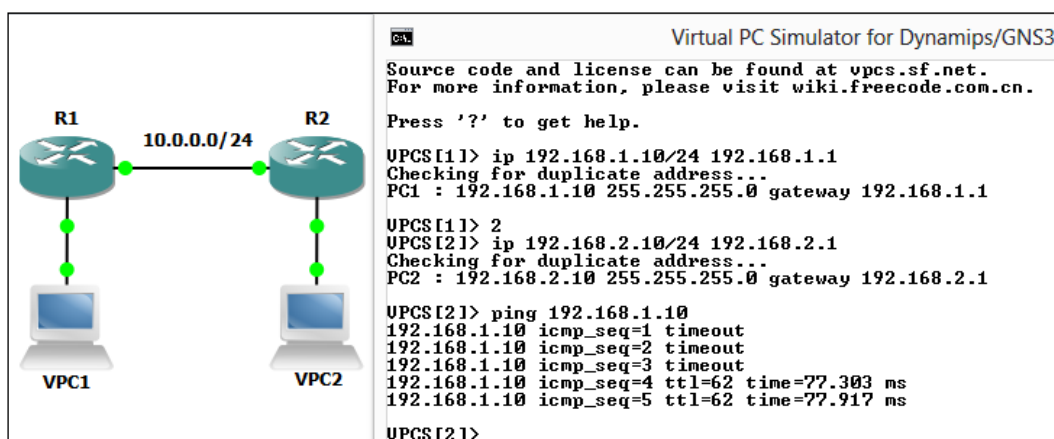 R1
R2
10.0.0.0/24
VPC1
VPC2
Virtual PC Simulator for Dynamips/GNS3
Source code and license can be found at vpcs.sf.net.
For more information, please visit wiki.freecode.com.cn.
Press '?' to get help.
VPCS[1]> ip 192.168.1.10/24 192.168.1.1
Checking for duplicate address...
PC1 : 192.168.1.10 255.255.255.0 gateway 192.168.1.1
VPCS[1]> 2
VPCS[2]> ip 192.168.2.10/24 192.168.2.1
Checking for duplicate address...
PC2 : 192.168.2.10 255.255.255.0 gateway 192.168.2.1
VPCS[2]> ping 192.168.1.10
192.168.1.10 icmp_seq=1 timeout
192.168.1.10 icmp_seq=2 timeout
192.168.1.10 icmp_seq=3 timeout
192.168.1.10 icmp_seq=4 ttl=62 time=77.303 ms
192.168.1.10 icmp_seq=5 ttl=62 time=77.917 ms
VPCS[2]>